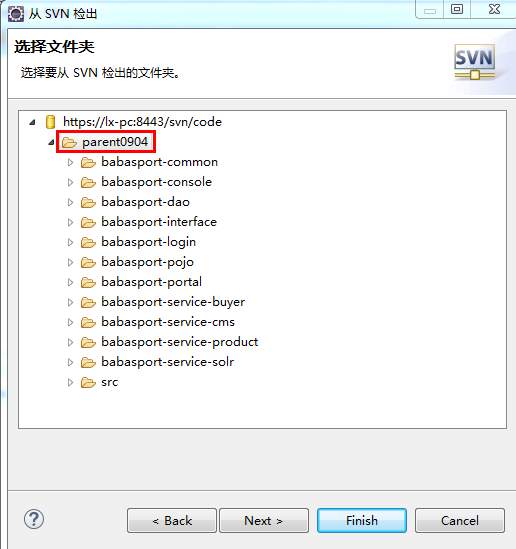 从 SVN 检出
选择文件夹
选择要从 SVN 检出的文件夹。
SVN
https://lx-pc:8443/svn/code
parent0904
babasport-common
babasport-console
babasport-dao
babasport-interface
babasport-login
babasport-pojo
babasport-portal
babasport-service-buyer
babasport-service-cms
babasport-service-product
babasport-service-solr
src
?
< Back
Next >
Finish
Cancel